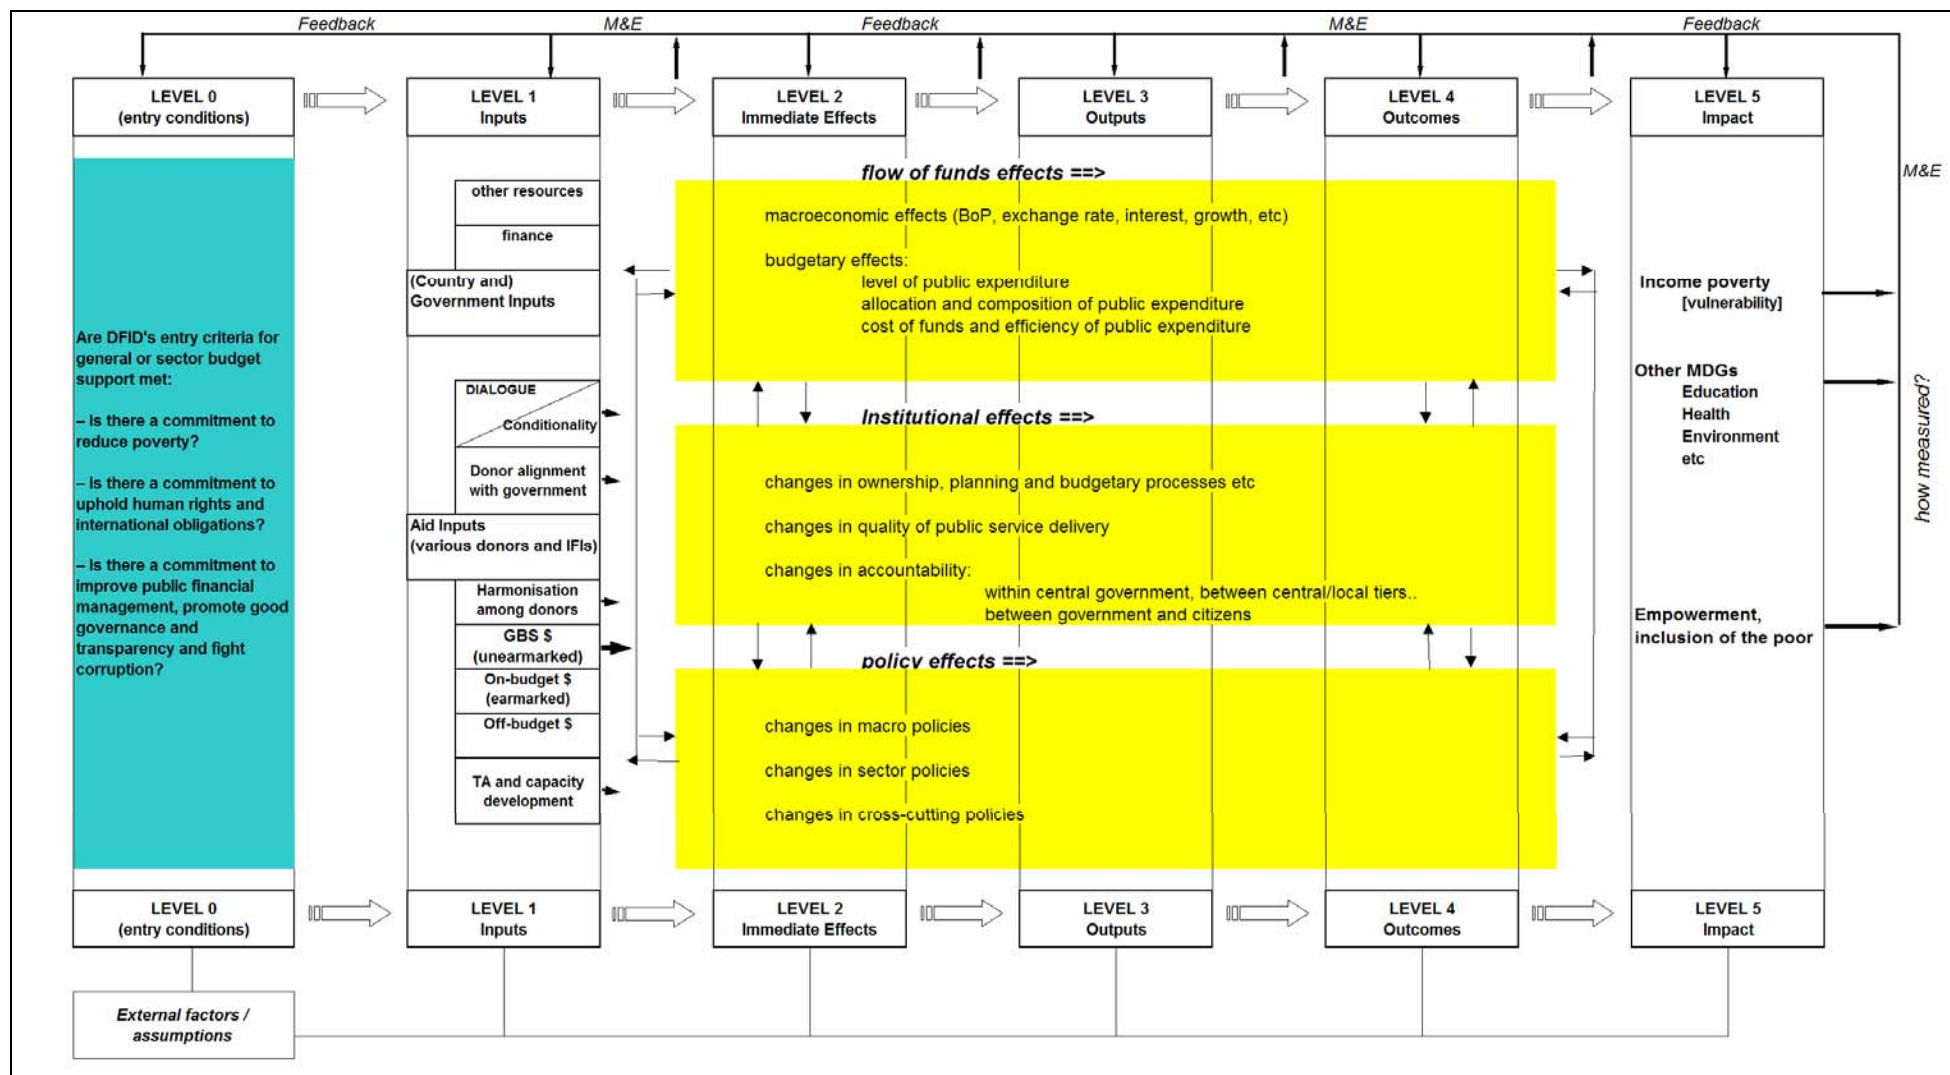 Feedback
M&E
Feedback
M&E
Feedback
LEVEL 0
(entry conditions)
LEVEL 1
Inputs
LEVEL 2
Immediate Effects
LEVEL 3
Outputs
LEVEL 4
Outcomes
LEVEL 5
Impact
M&E
how measured?
Are DFID's entry criteria for
general or sector budget
support met:
– Is there a commitment to
reduce poverty?
– Is there a commitment to
uphold human rights and
international obligations?
– Is there a commitment to
improve public financial
management, promote good
governance and
transparency and fight
corruption?
other resources
finance
(Country and)
Government Inputs
DIALOGUE
Conditionality
Donor alignment
with government
Aid Inputs
(various donors and IFIs)
Harmonisation
among donors
GBS $
(unearmarked)
On-budget $
(earmarked)
Off-budget $
TA and capacity
development
flow of funds effects ==>
macroeconomic effects (BoP, exchange rate, interest, growth, etc)
budgetary effects:
level of public expenditure
allocation and composition of public expenditure
cost of funds and efficiency of public expenditure
Institutional effects ==>
changes in ownership, planning and budgetary processes etc
changes in quality of public service delivery
changes in accountability:
within central government, between central/local tiers..
between government and citizens
policy effects ==>
changes in macro policies
changes in sector policies
changes in cross-cutting policies
Income poverty
[vulnerability]
Other MDGs
Education
Health
Environment
etc
Empowerment,
inclusion of the poor
LEVEL 0
(entry conditions)
LEVEL 1
Inputs
LEVEL 2
Immediate Effects
LEVEL 3
Outputs
LEVEL 4
Outcomes
LEVEL 5
Impact
External factors /
assumptions